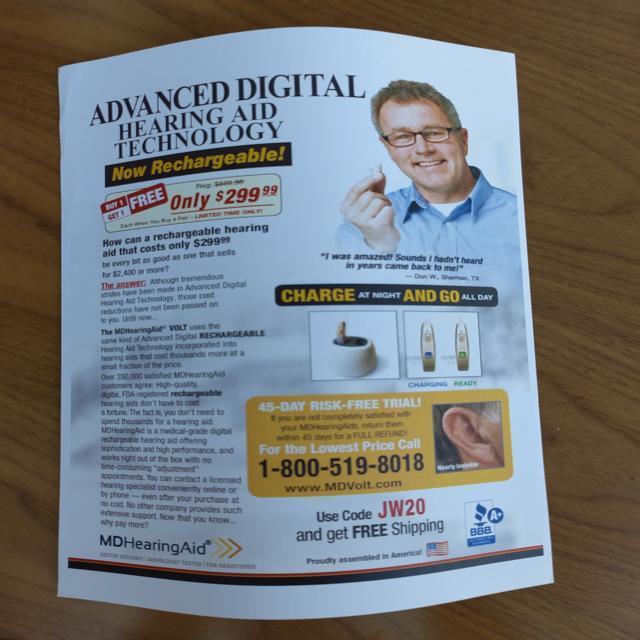 ADVANCED DIGITAL
HEARING AID
TECHNOLOGY
Now Rechargeable!
BUY 1
GET 1
FREE
Reg: $599.98
Only $299.99
Each When You Buy a Pair – LIMITED TIME ONLY!
How can a rechargeable hearing
aid that costs only $299.99
be every bit as good as one that sells
for $2,400 or more?
The answer: Although tremendous
strides have been made in Advanced Digital
Hearing Aid Technology, those cost
reductions have not been passed on
to you. Until now...
The MDHearingAid® VOLT uses the
same kind of Advanced Digital RECHARGEABLE
Hearing Aid Technology incorporated into
hearing aids that cost thousands more at a
small fraction of the price.
Over 350,000 satisfied MDHearingAid
customers agree: High-quality,
digital, FDA-registered rechargeable
hearing aids don't have to cost
a fortune. The fact is, you don't need to
spend thousands for a hearing aid.
MDHearingAid is a medical-grade digital
rechargeable hearing aid offering
sophistication and high performance, and
works right out of the box with no
time-consuming "adjustment"
appointments. You can contact a licensed
hearing specialist conveniently online or
by phone — even after your purchase at
no cost. No other company provides such
extensive support. Now that you know...
why pay more?
MDHearingAid®
DOCTOR DESIGNED | AUDIOLOGIST TESTED | FDA REGISTERED
"I was amazed! Sounds I hadn't heard
in years came back to me!"
— Don W., Sherman, TX
CHARGE AT NIGHT AND GO ALL DAY
CHARGING READY
45-DAY RISK-FREE TRIAL!
If you are not completely satisfied with
your MDHearingAids, return them
within 45 days for a FULL REFUND!
For the Lowest Price Call
1-800-519-8018
www.MDVolt.com
Nearly Invisible
Use Code JW20
and get FREE Shipping
Proudly assembled in America!
BBB
A+